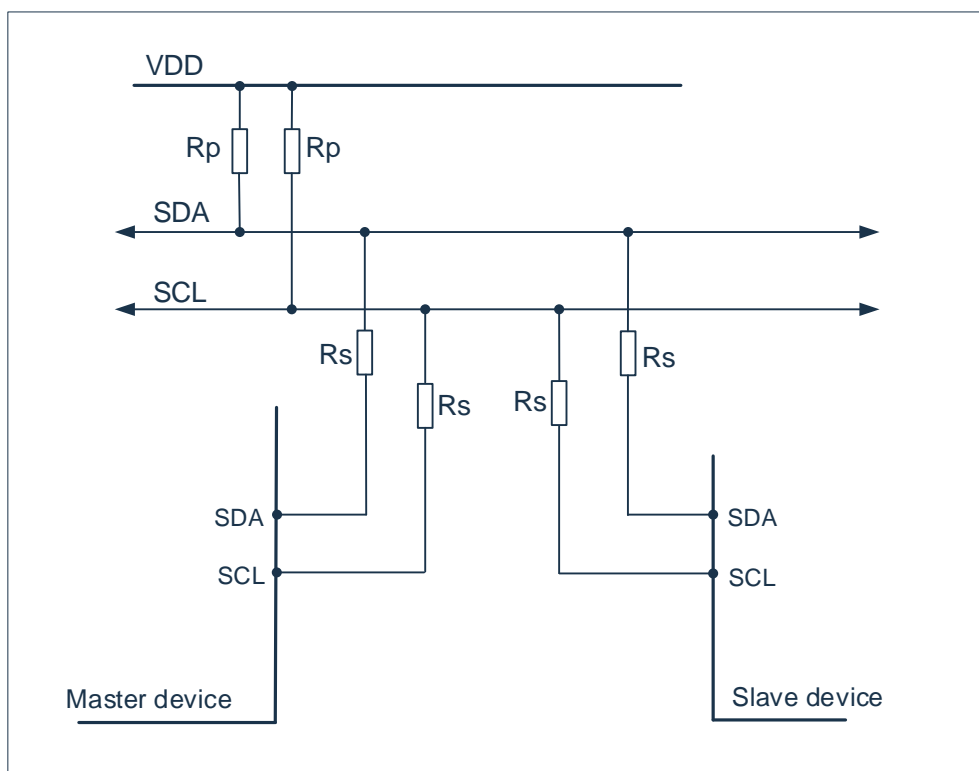 VDD
Rp
Rp
SDA
SCL
Rs
Rs
Rs
Rs
SDA
SCL
SDA
SCL
Master device
Slave device